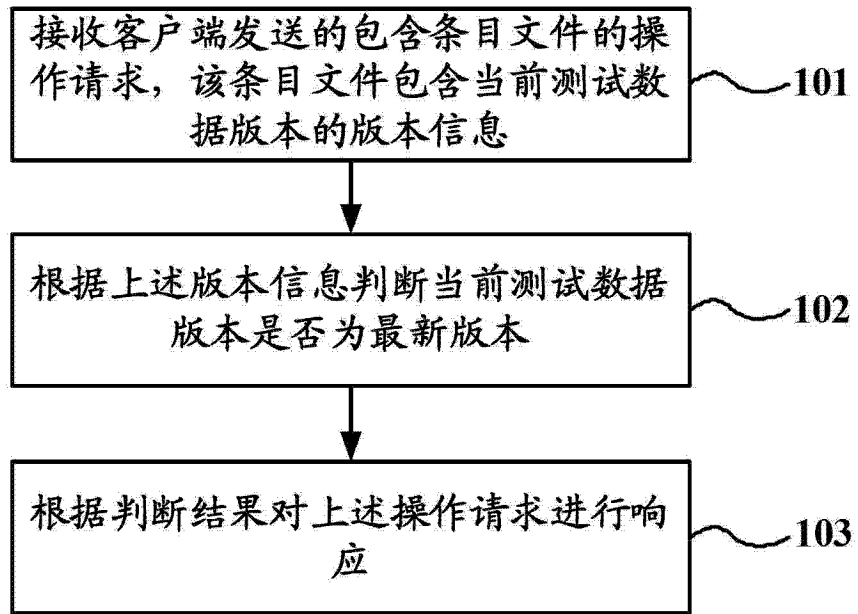 接收客户端发送的包含条目文件的操
作请求，该条目文件包含当前测试数
据版本的版本信息
101
根据上述版本信息判断当前测试数据
版本是否为最新版本
102
根据判断结果对上述操作请求进行响
应
103